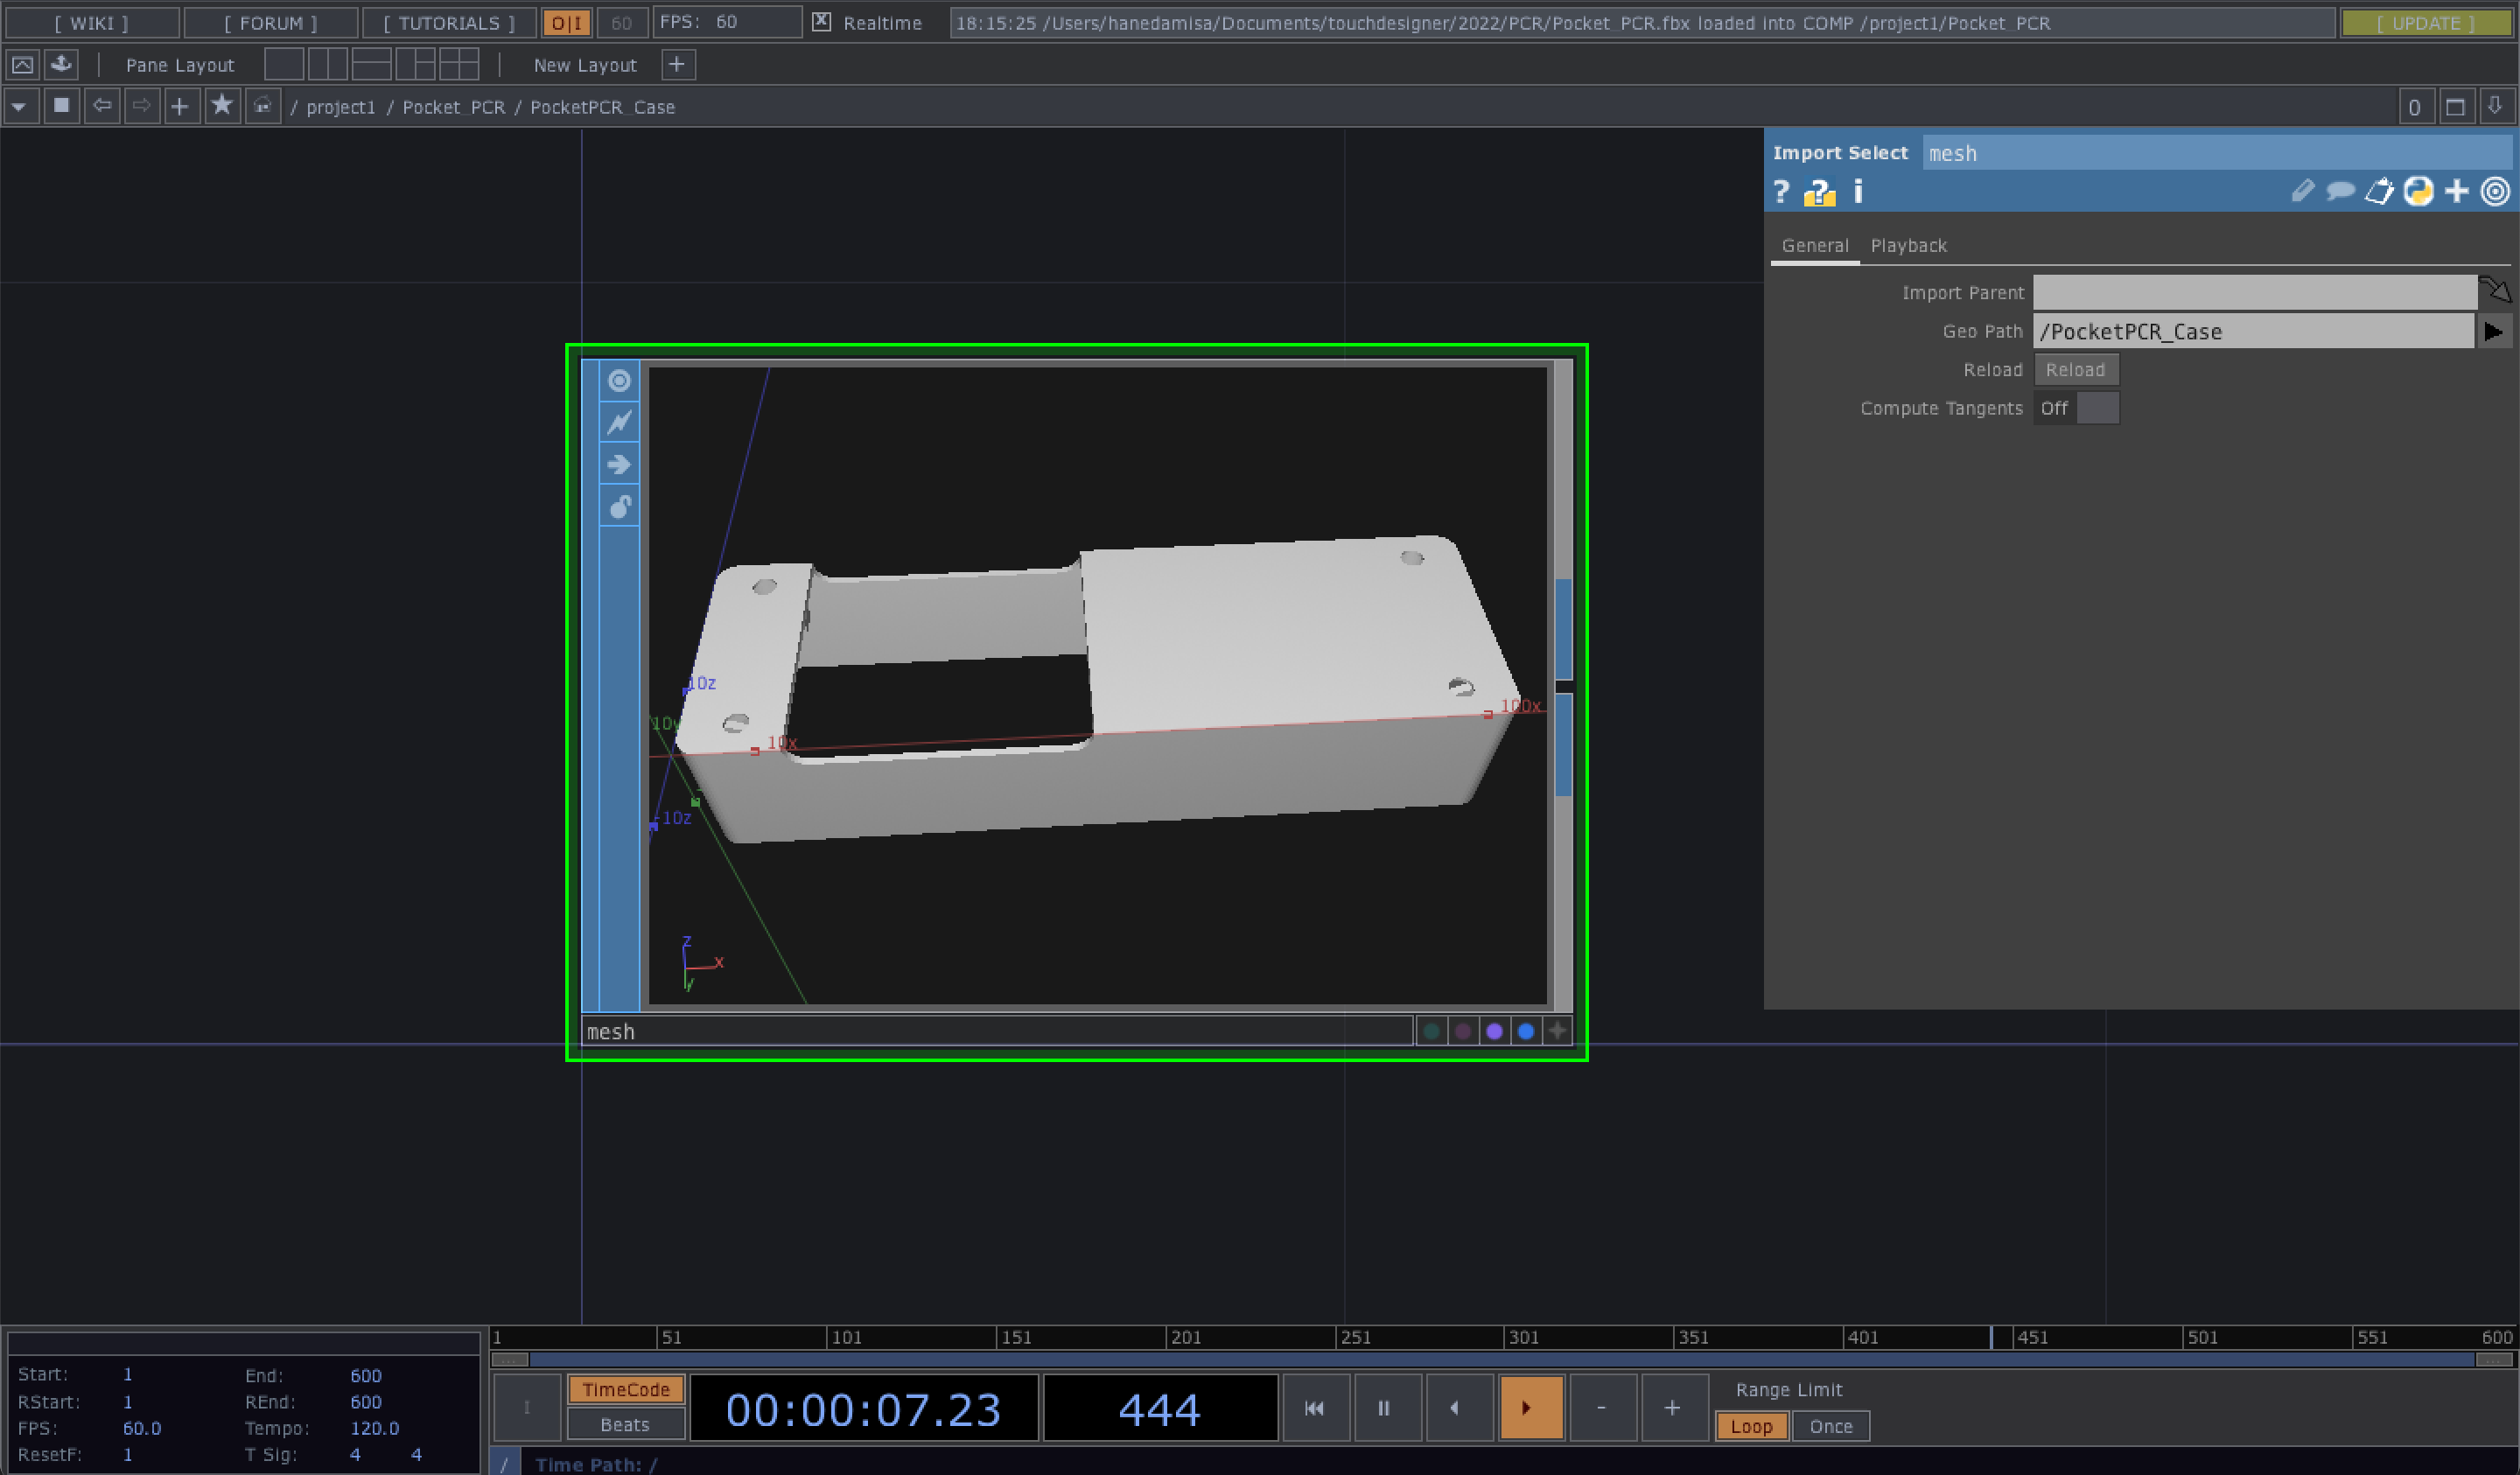 [ WIKI ] [ FORUM ] [ TUTORIALS ] O|I 60 FPS: 60 X Realtime 18:15:25 /Users/hanedamisa/Documents/touchdesigner/2022/PCR/Pocket_PCR.fbx loaded into COMP /project1/Pocket_PCR [ UPDATE ]
Pane Layout New Layout +
+ / project1 / Pocket_PCR / PocketPCR_Case 0
Import Select mesh
? ? i
General Playback
Import Parent
Geo Path /PocketPCR_Case
Reload Reload
Compute Tangents Off
10z
10y
10x
100x
-10z
z
x
y
mesh
1 51 101 151 201 251 301 351 401 451 501 551 600
Start: 1 End: 600
RStart: 1 REnd: 600
FPS: 60.0 Tempo: 120.0
ResetF: 1 T Sig: 4 4
I TimeCode 00:00:07.23 444 - + Range Limit
Beats Loop Once
/ Time Path: /